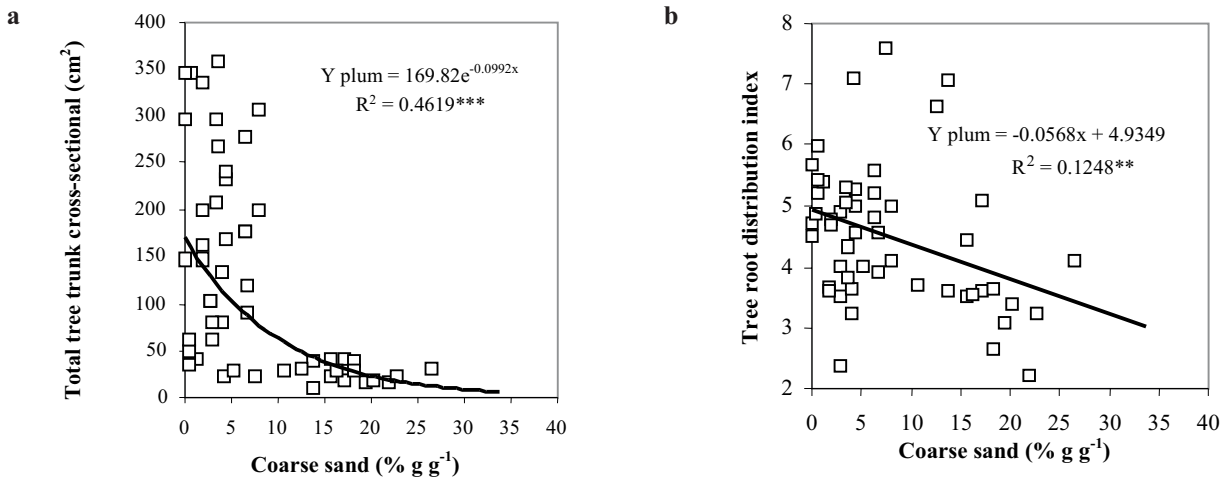 a
Total tree trunk cross-sectional (cm²)
400
350
300
250
200
150
100
50
0
Y plum = 169.82e^-0.0992x
R² = 0.4619***
0 5 10 15 20 25 30 35 40
Coarse sand (% g g⁻¹)
b
Tree root distribution index
8
7
6
5
4
3
2
Y plum = -0.0568x + 4.9349
R² = 0.1248**
0 5 10 15 20 25 30 35 40
Coarse sand (% g g⁻¹)